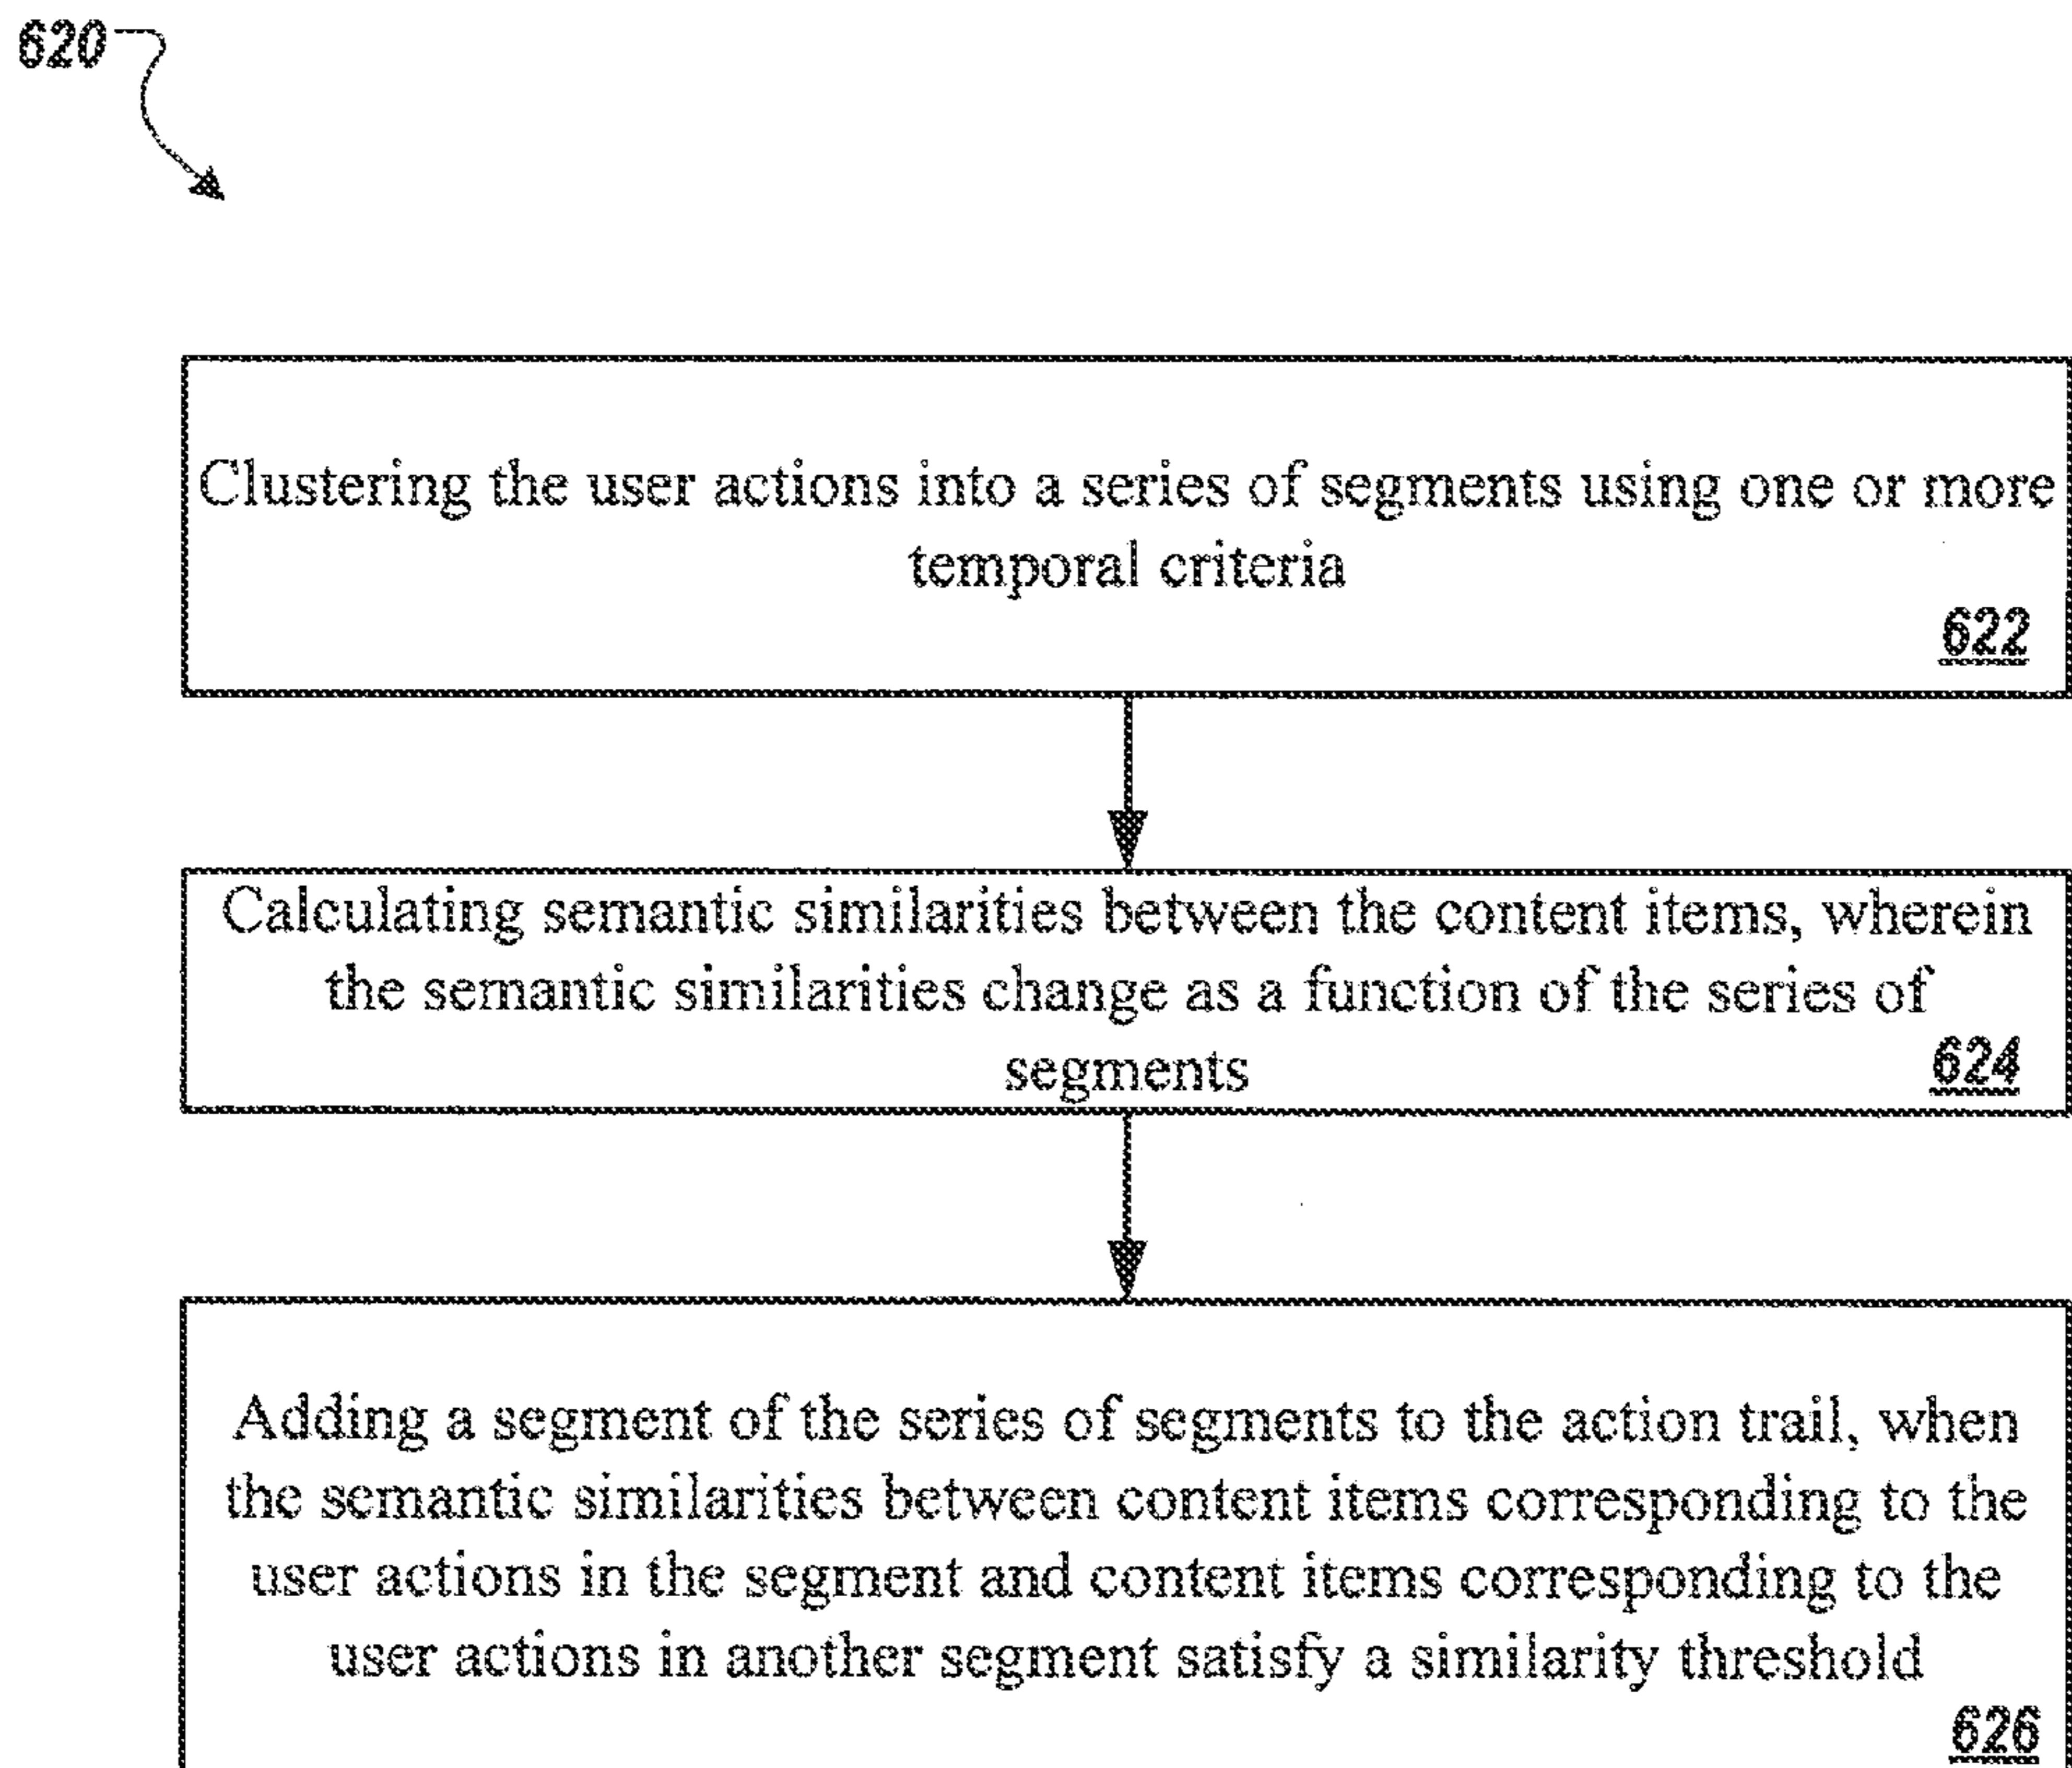 620
Clustering the user actions into a series of segments using one or more
temporal criteria
622
Calculating semantic similarities between the content items, wherein
the semantic similarities change as a function of the series of
segments
624
Adding a segment of the series of segments to the action trail, when
the semantic similarities between content items corresponding to the
user actions in the segment and content items corresponding to the
user actions in another segment satisfy a similarity threshold
626